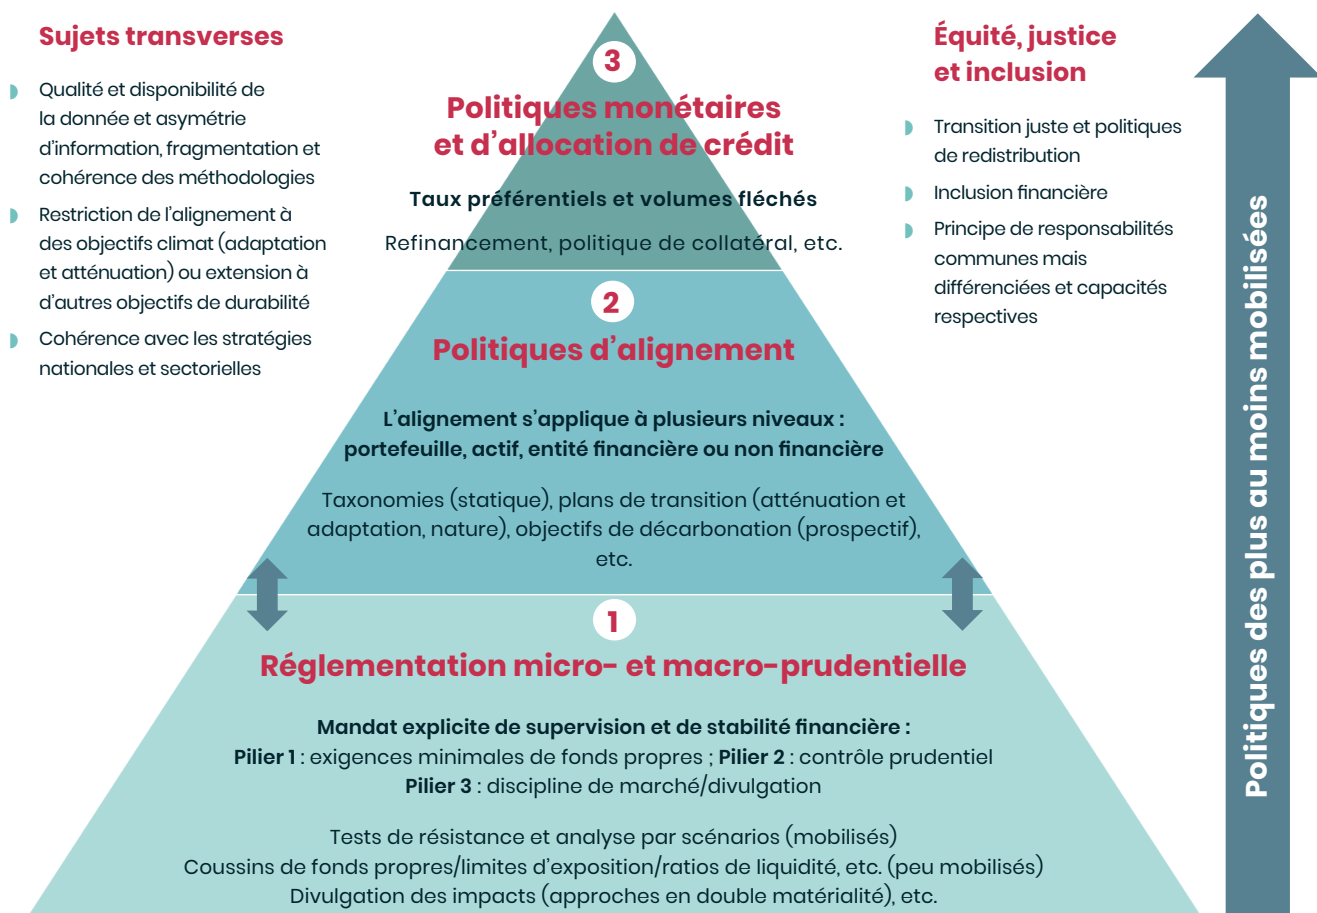 Sujets transverses
Qualité et disponibilité de
la donnée et asymétrie
d'information, fragmentation et
cohérence des méthodologies
Restriction de l'alignement à
des objectifs climat (adaptation
et atténuation) ou extension à
d'autres objectifs de durabilité
Cohérence avec les stratégies
nationales et sectorielles
3
Politiques monétaires
et d'allocation de crédit
Taux préférentiels et volumes fléchés
Refinancement, politique de collatéral, etc.
2
Politiques d'alignement
L'alignement s'applique à plusieurs niveaux :
portefeuille, actif, entité financière ou non financière
Taxonomies (statique), plans de transition (atténuation et
adaptation, nature), objectifs de décarbonation (prospectif),
etc.
1
Réglementation micro- et macro-prudentielle
Mandat explicite de supervision et de stabilité financière :
Pilier 1 : exigences minimales de fonds propres ; Pilier 2 : contrôle prudentiel
Pilier 3 : discipline de marché/divulgation
Tests de résistance et analyse par scénarios (mobilisés)
Coussins de fonds propres/limites d'exposition/ratios de liquidité, etc. (peu mobilisés)
Divulgation des impacts (approches en double matérialité), etc.
Équité, justice
et inclusion
Transition juste et politiques
de redistribution
Inclusion financière
Principe de responsabilités
communes mais
différenciées et capacités
respectives
Politiques des plus au moins mobilisées